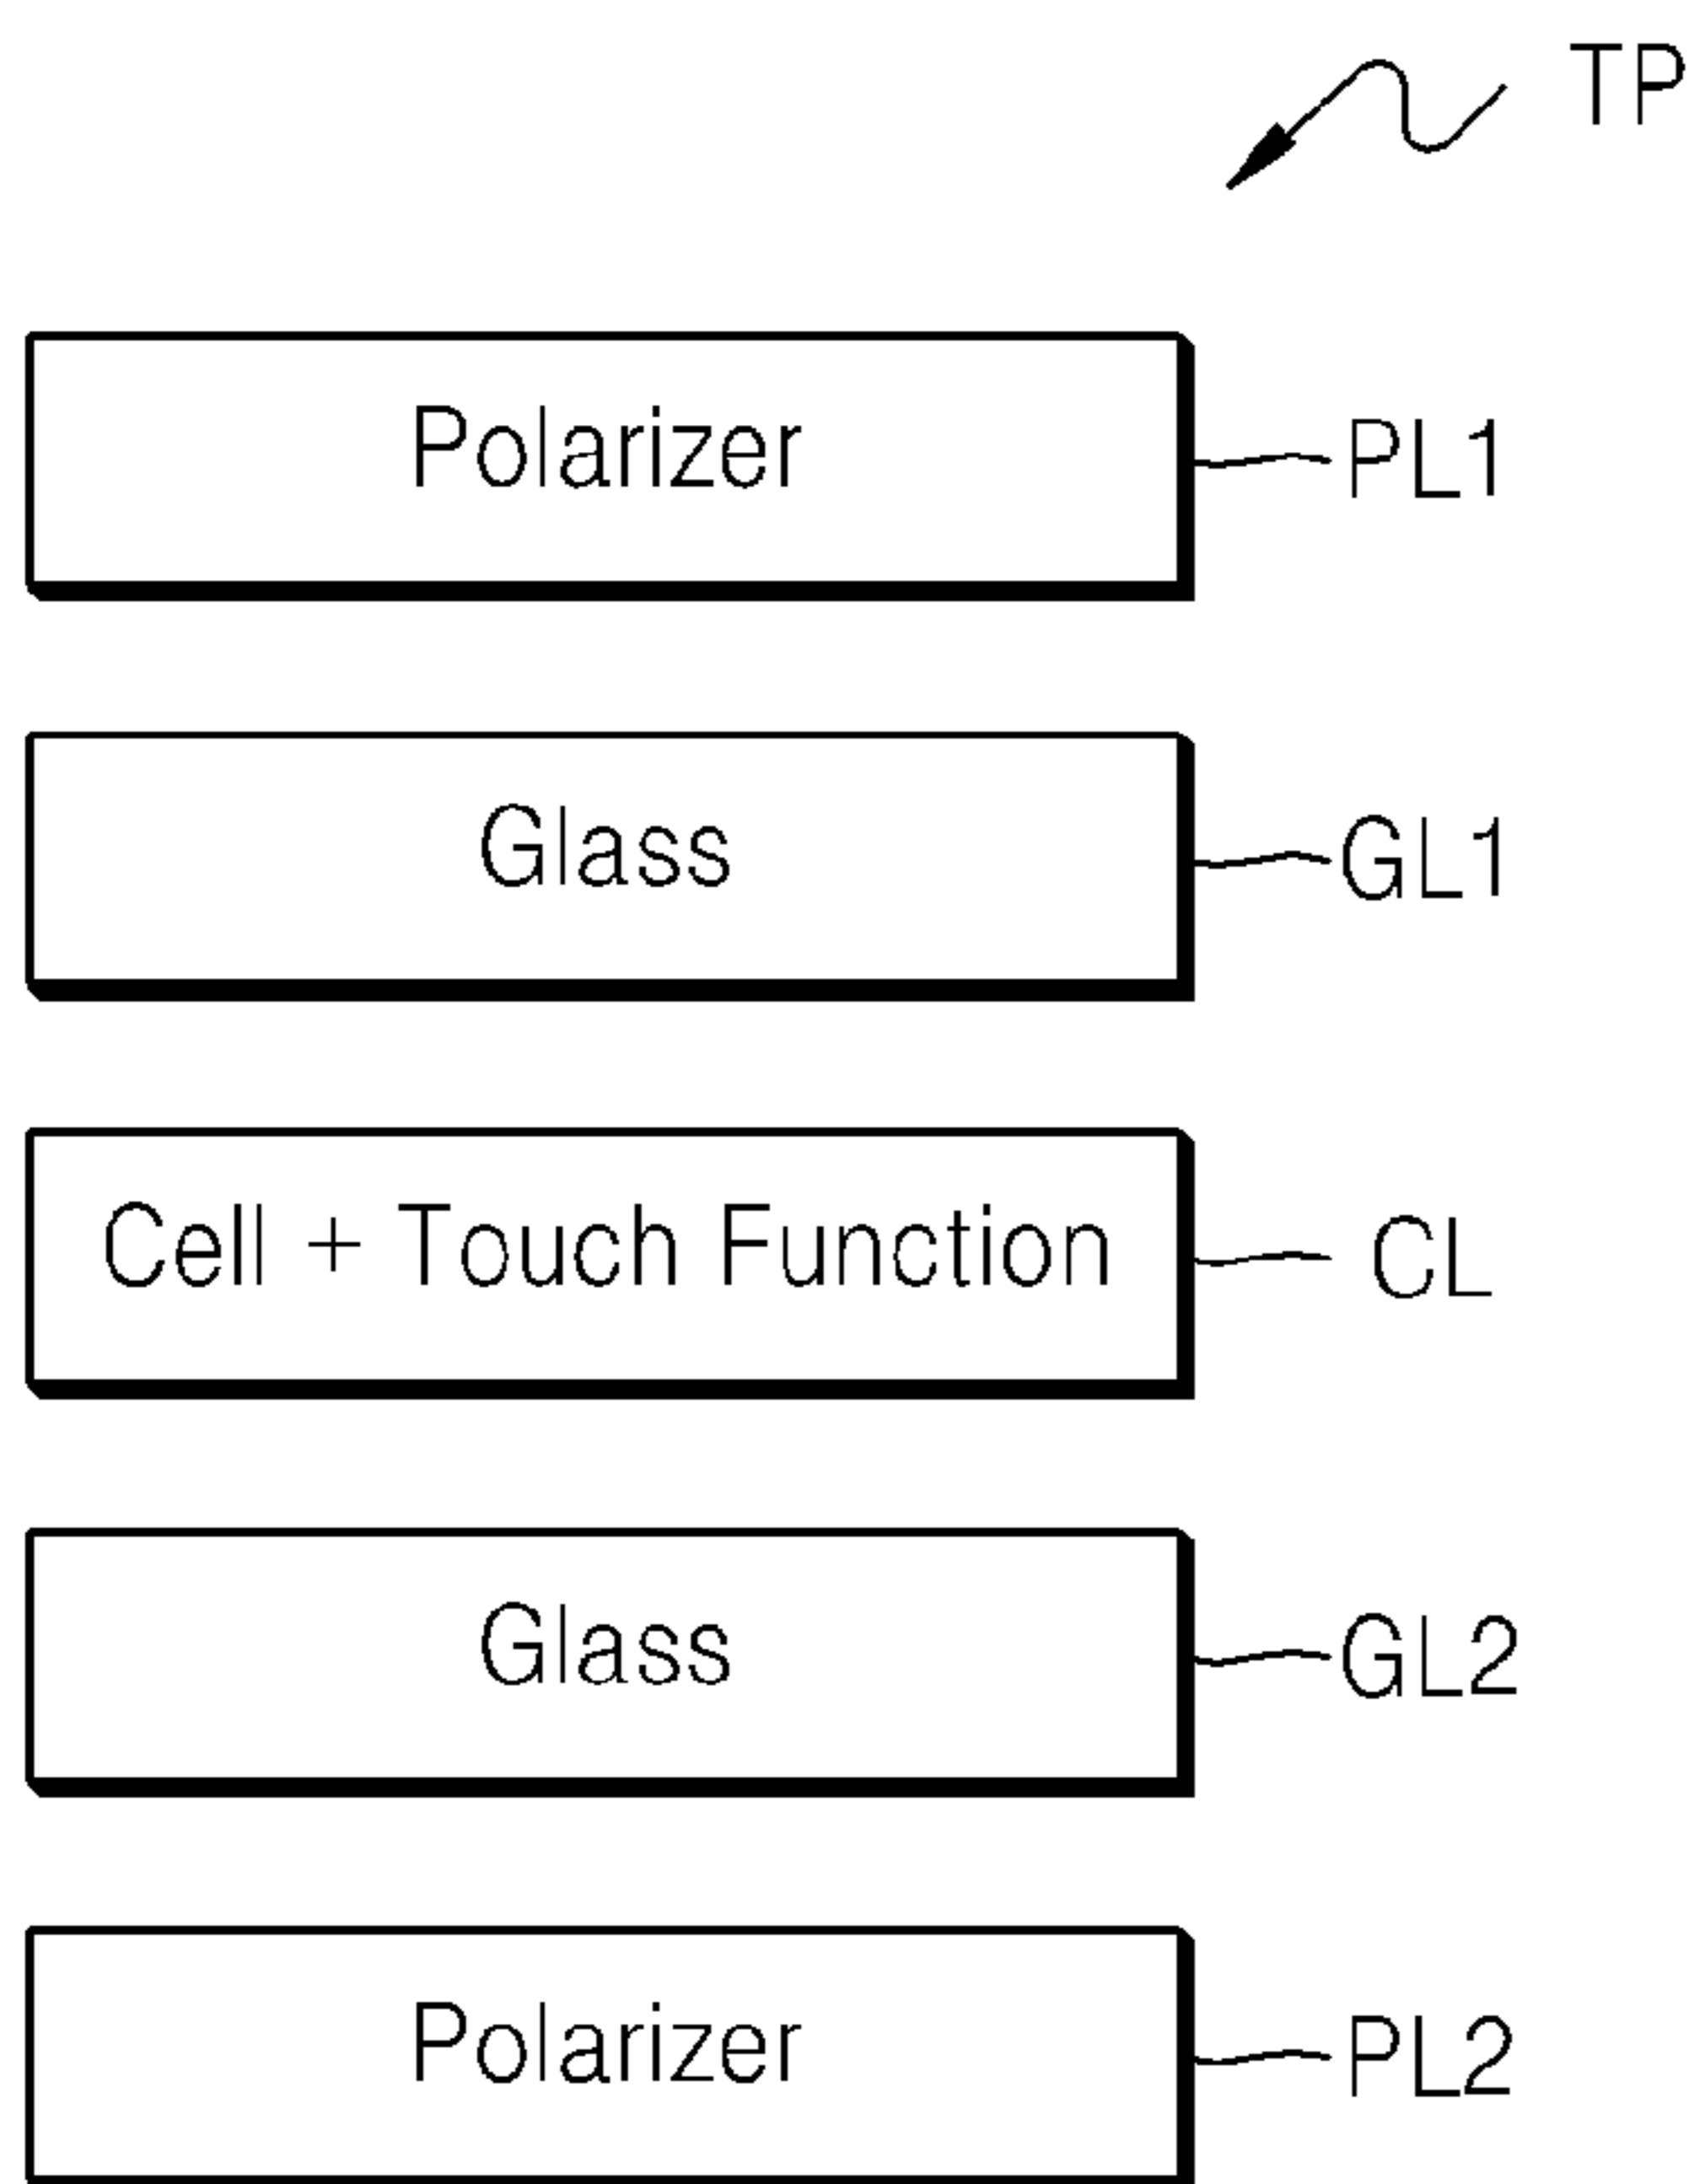 TP
Polarizer PL1
Glass GL1
Cell + Touch Function CL
Glass GL2
Polarizer PL2